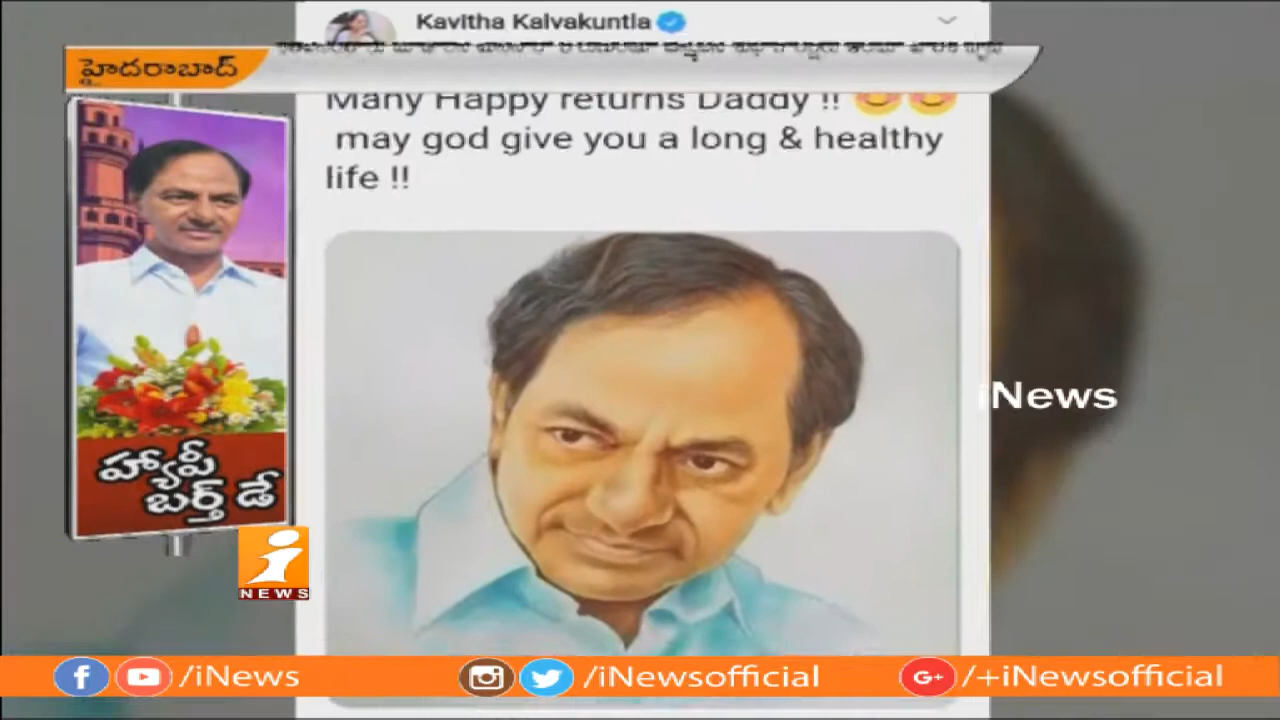 Kavitha Kalvakuntla
హైదరాబాద్
Many Happy returns Daddy !!
may god give you a long & healthy
life !!
iNews
హ్యాపీ
బర్త్ డే
i
NEWS
/iNews
/iNewsofficial
G+ /+iNewsofficial